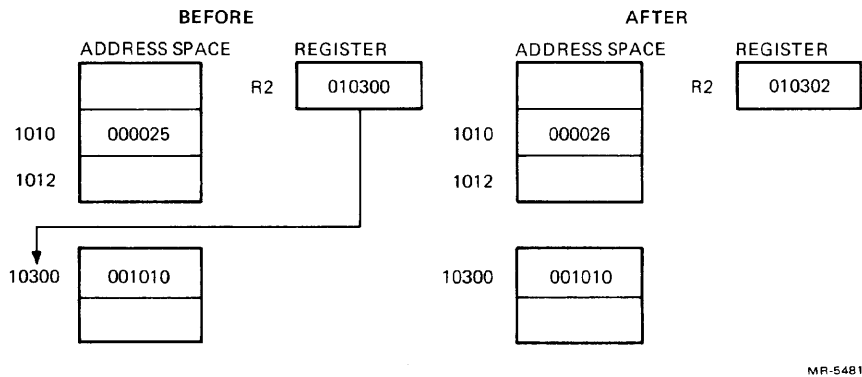 BEFORE AFTER
ADDRESS SPACE REGISTER ADDRESS SPACE REGISTER
R2 010300 R2 010302
1010 000025 1010 000026
1012 1012
10300 001010 10300 001010
MR-5481